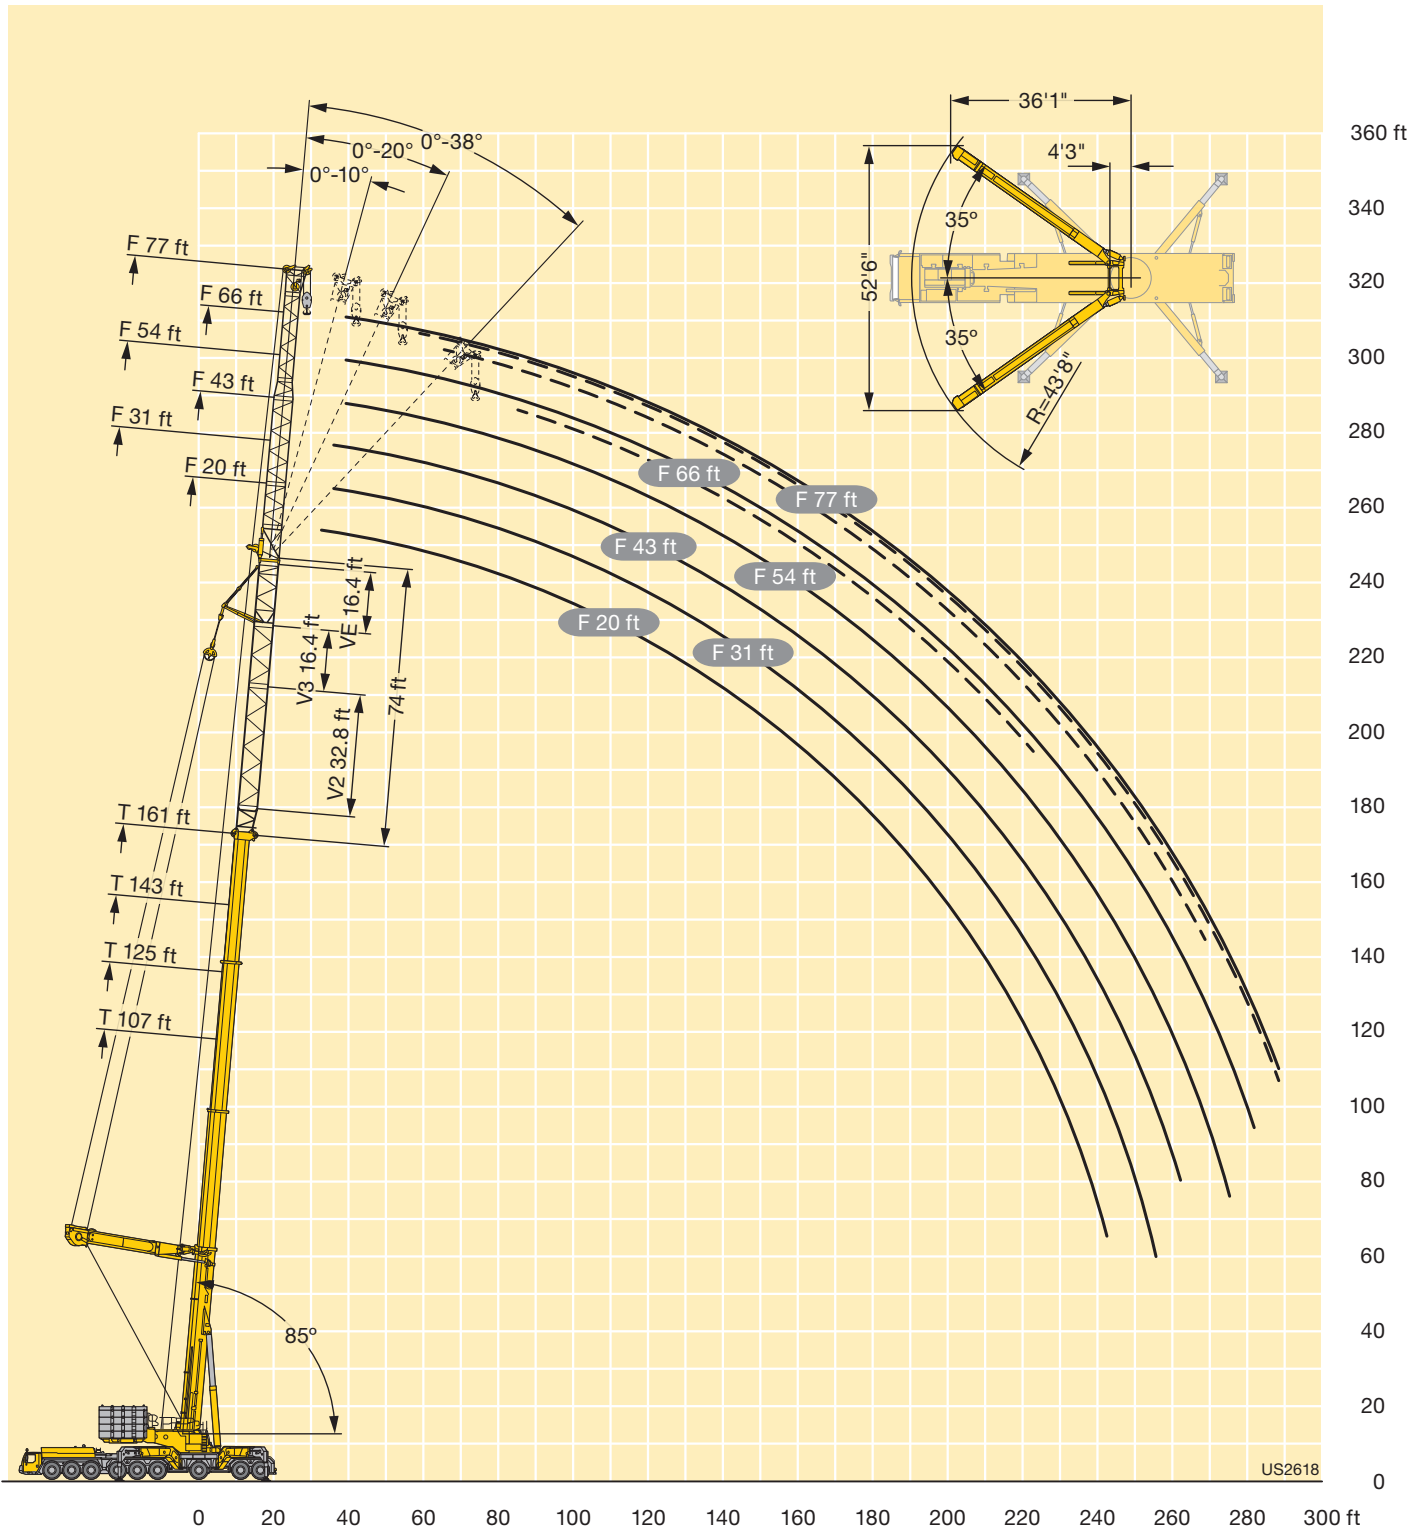 36'1"
360 ft
0°-38°
0°-20°
4'3"
0°-10°
340
35º
F 77 ft
320
52'6"
F 66 ft
F 54 ft
35º
300
R=43'8"
F 43 ft
F 31 ft
280
F 20 ft
F 66 ft
F 77 ft
260
F 43 ft
F 54 ft
240
VE 16.4 ft
F 20 ft
V3 16.4 ft
F 31 ft
220
74 ft
V2 32.8 ft
200
T 161 ft
180
T 143 ft
160
T 125 ft
140
T 107 ft
120
100
80
60
85º
40
20
US2618
0
0 20 40 60 80 100 120 140 160 180 200 220 240 260 280 300 ft